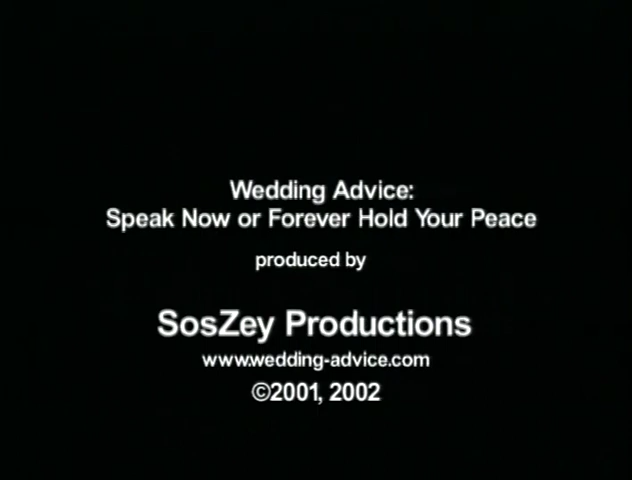 Wedding Advice:
Speak Now or Forever Hold Your Peace
produced by
SosZey Productions
www.wedding-advice.com
©2001, 2002